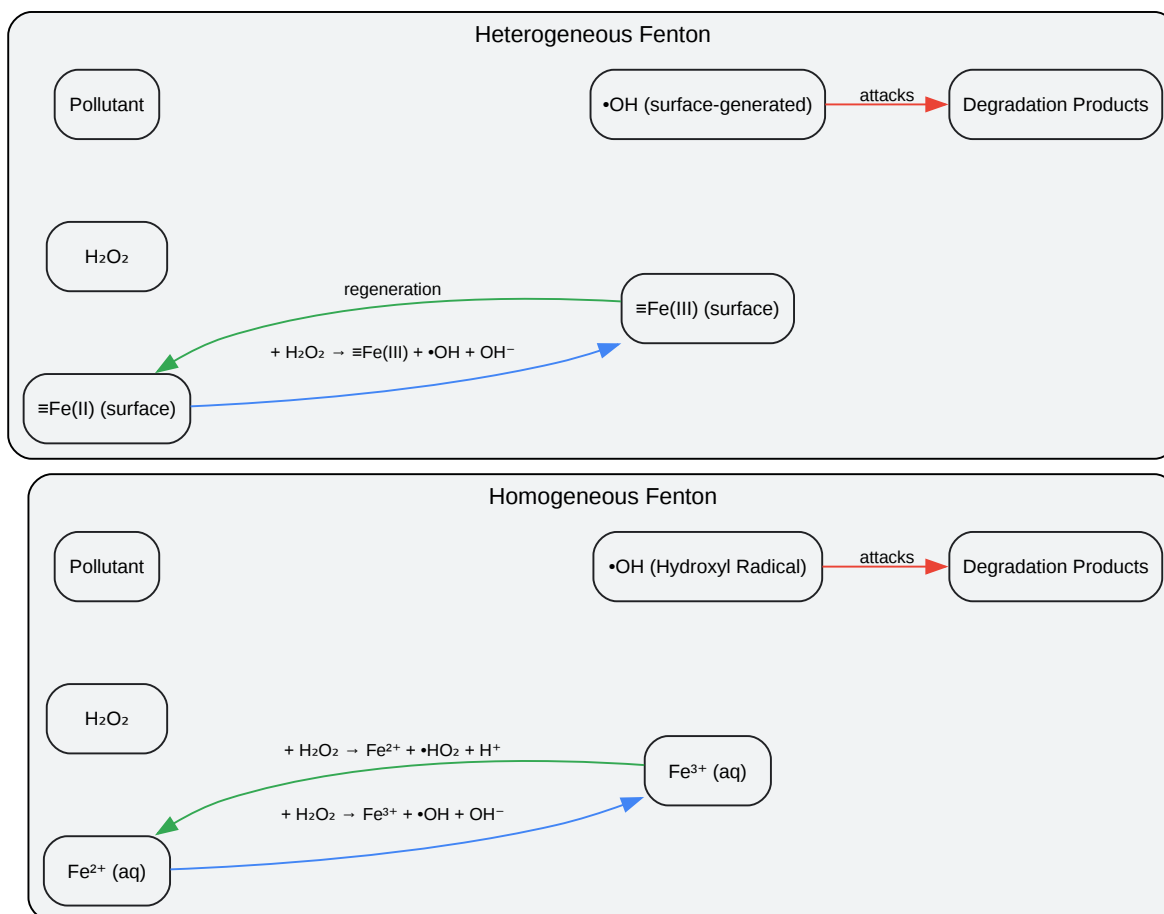 Heterogeneous Fenton
Pollutant
•OH (surface-generated)
attacks
Degradation Products
H₂O₂
regeneration
≡Fe(III) (surface)
+ H₂O₂ → ≡Fe(III) + •OH + OH⁻
≡Fe(II) (surface)
Homogeneous Fenton
Pollutant
•OH (Hydroxyl Radical)
attacks
Degradation Products
H₂O₂
+ H₂O₂ → Fe²⁺ + •HO₂ + H⁺
Fe³⁺ (aq)
+ H₂O₂ → Fe³⁺ + •OH + OH⁻
Fe²⁺ (aq)